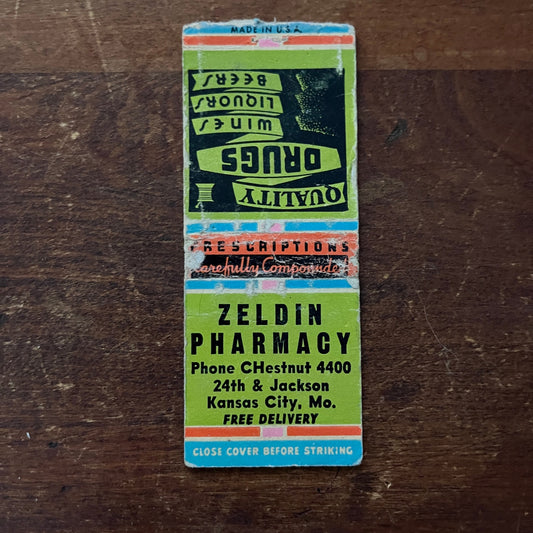 MADE IN U.S.A.
QUALITY
DRUGS
WINES
LIQUORS
BEERS
PRESCRIPTIONS
Carefully Compounded
ZELDIN
PHARMACY
Phone CHestnut 4400
24th & Jackson
Kansas City, Mo.
FREE DELIVERY
CLOSE COVER BEFORE STRIKING